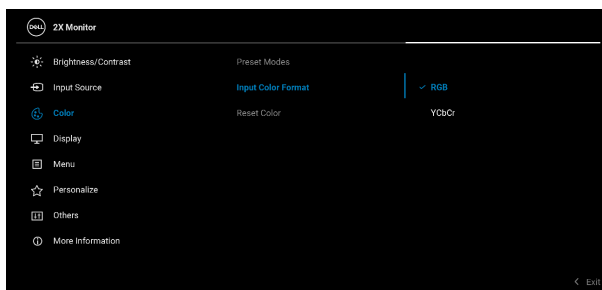 DELL 2X Monitor
Brightness/Contrast Preset Modes
Input Source Input Color Format ✓ RGB
Color Reset Color YCbCr
Display
Menu
Personalize
Others
More Information
< Exit